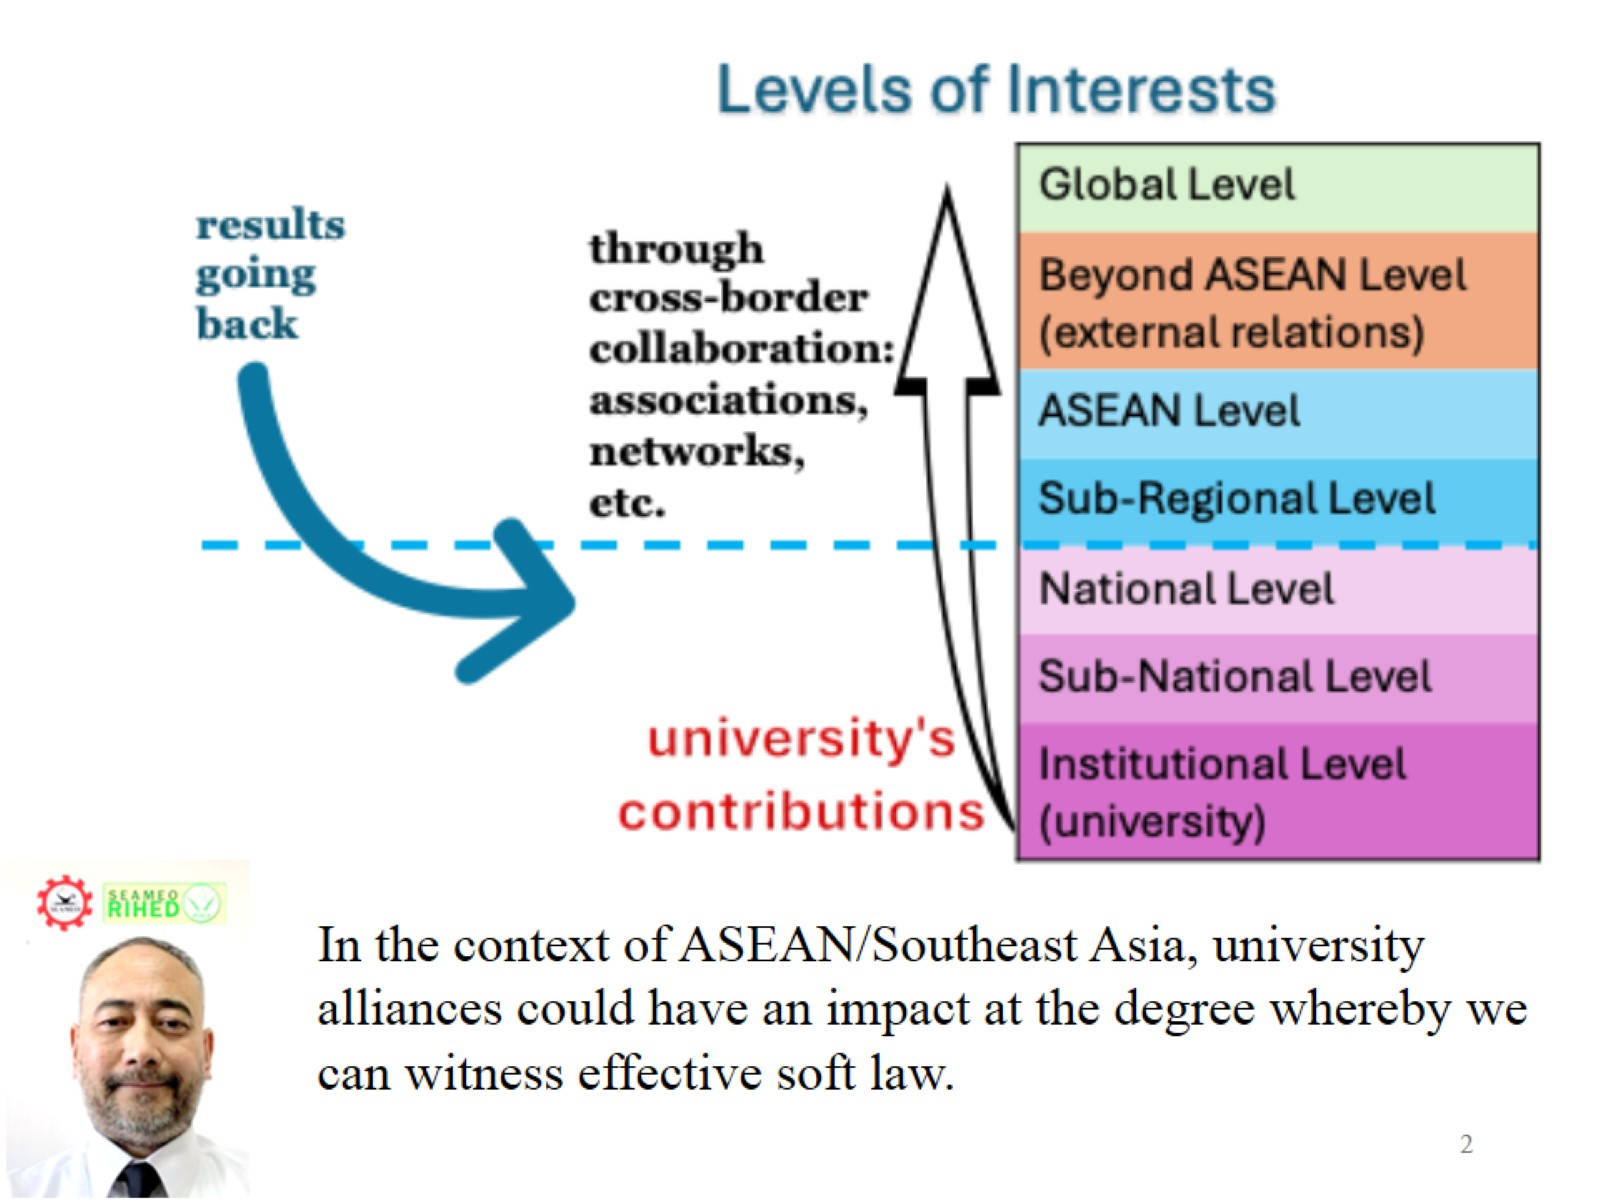 Levels of Interests
results
going
back
through
cross-border
collaboration:
associations,
networks,
etc.
university's
contributions
Global Level
Beyond ASEAN Level
(external relations)
ASEAN Level
Sub-Regional Level
National Level
Sub-National Level
Institutional Level
(university)
SEAMEO
RIHED
In the context of ASEAN/Southeast Asia, university
alliances could have an impact at the degree whereby we
can witness effective soft law.
2